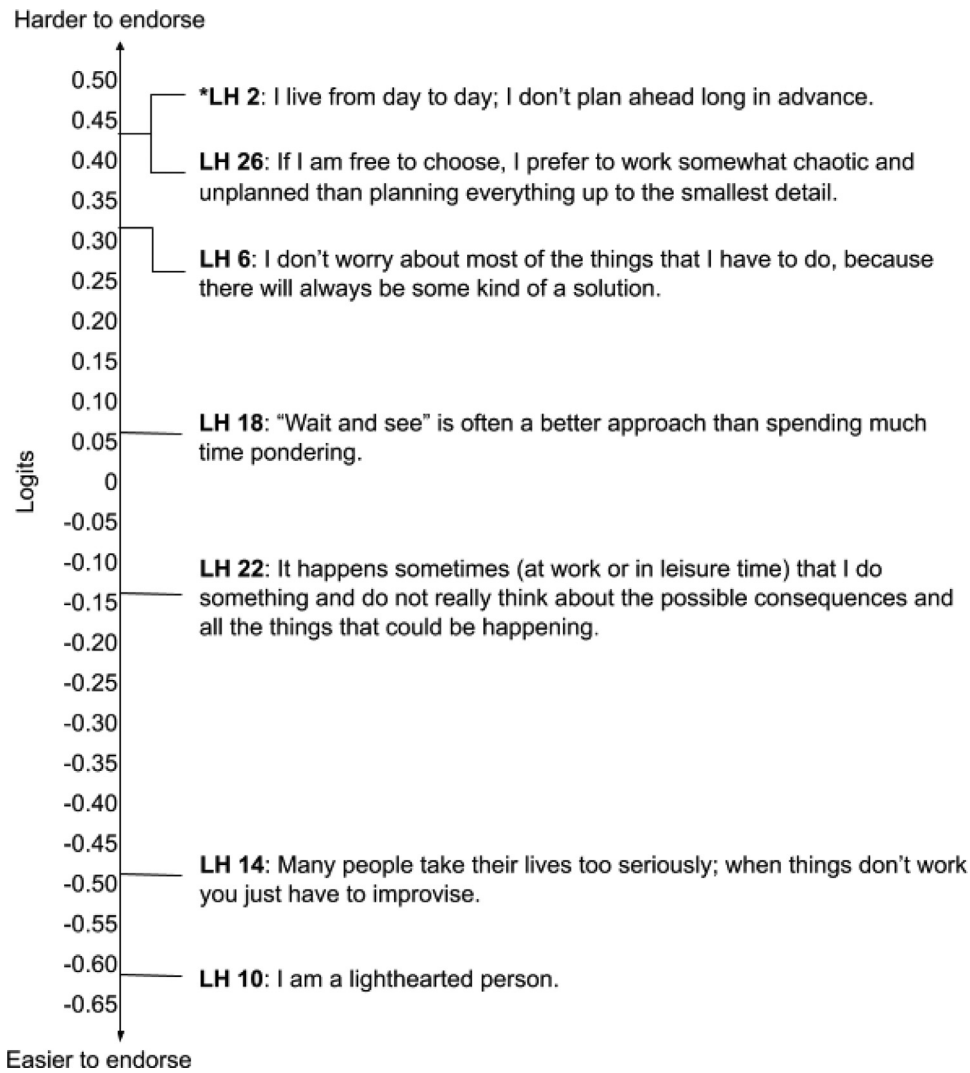 Harder to endorse
0.50
*LH 2: I live from day to day; I don't plan ahead long in advance.
0.45
0.40
LH 26: If I am free to choose, I prefer to work somewhat chaotic and
unplanned than planning everything up to the smallest detail.
0.35
0.30
LH 6: I don't worry about most of the things that I have to do, because
there will always be some kind of a solution.
0.25
0.20
0.15
0.10
LH 18: “Wait and see” is often a better approach than spending much
time pondering.
0.05
Logits
0
-0.05
-0.10
LH 22: It happens sometimes (at work or in leisure time) that I do
something and do not really think about the possible consequences and
all the things that could be happening.
-0.15
-0.20
-0.25
-0.30
-0.35
-0.40
-0.45
LH 14: Many people take their lives too seriously; when things don't work
you just have to improvise.
-0.50
-0.55
-0.60
LH 10: I am a lighthearted person.
-0.65
Easier to endorse